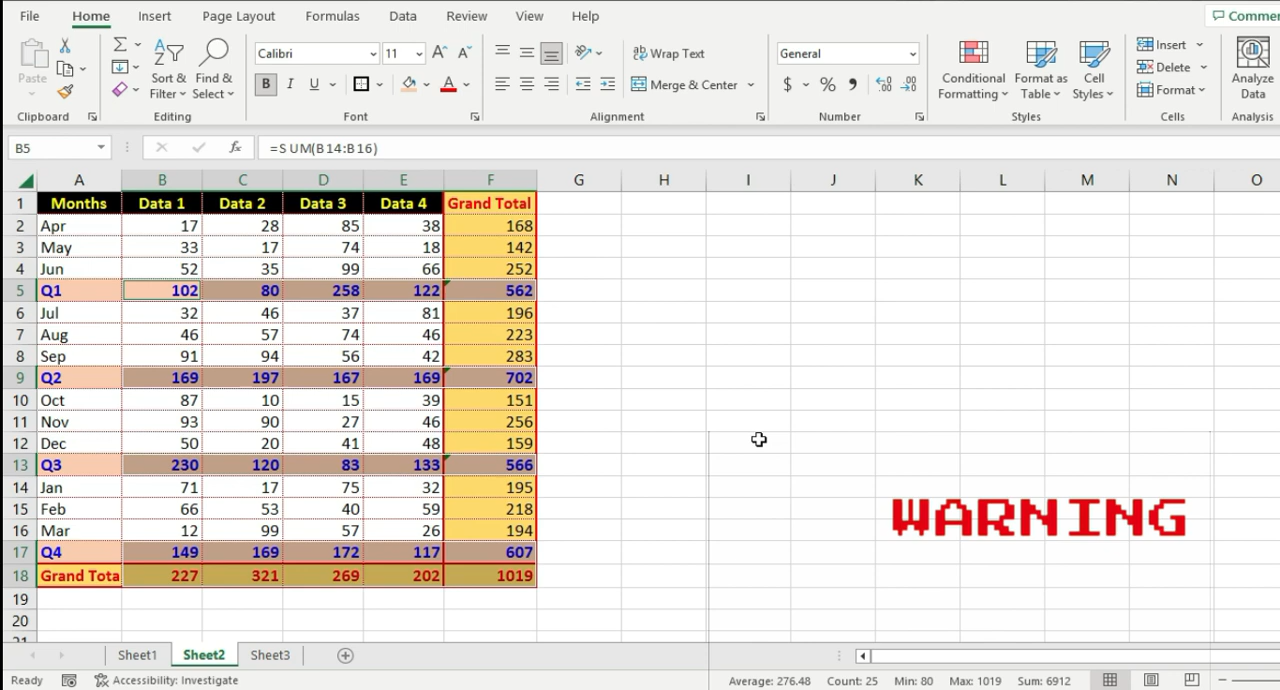 File Home Insert Page Layout Formulas Data Review View Help Commen
Paste Sort & Filter Find & Select Calibri 11 B I U Wrap Text Merge & Center General $ % Conditional Formatting Format as Table Cell Styles Insert Delete Format Analyze Data
Clipboard Editing Font Alignment Number Styles Cells Analysis
B5 fx =SUM(B14:B16)
A B C D E F G H I J K L M N O
1 Months Data 1 Data 2 Data 3 Data 4 Grand Total
2 Apr 17 28 85 38 168
3 May 33 17 74 18 142
4 Jun 52 35 99 66 252
5 Q1 102 80 258 122 562
6 Jul 32 46 37 81 196
7 Aug 46 57 74 46 223
8 Sep 91 94 56 42 283
9 Q2 169 197 167 169 702
10 Oct 87 10 15 39 151
11 Nov 93 90 27 46 256
12 Dec 50 20 41 48 159
13 Q3 230 120 83 133 566
14 Jan 71 17 75 32 195
15 Feb 66 53 40 59 218
16 Mar 12 99 57 26 194
WARNING
17 Q4 149 169 172 117 607
18 Grand Tota 227 321 269 202 1019
19
20
21
Sheet1 Sheet2 Sheet3
Ready Accessibility: Investigate Average: 276.48 Count: 25 Min: 80 Max: 1019 Sum: 6912